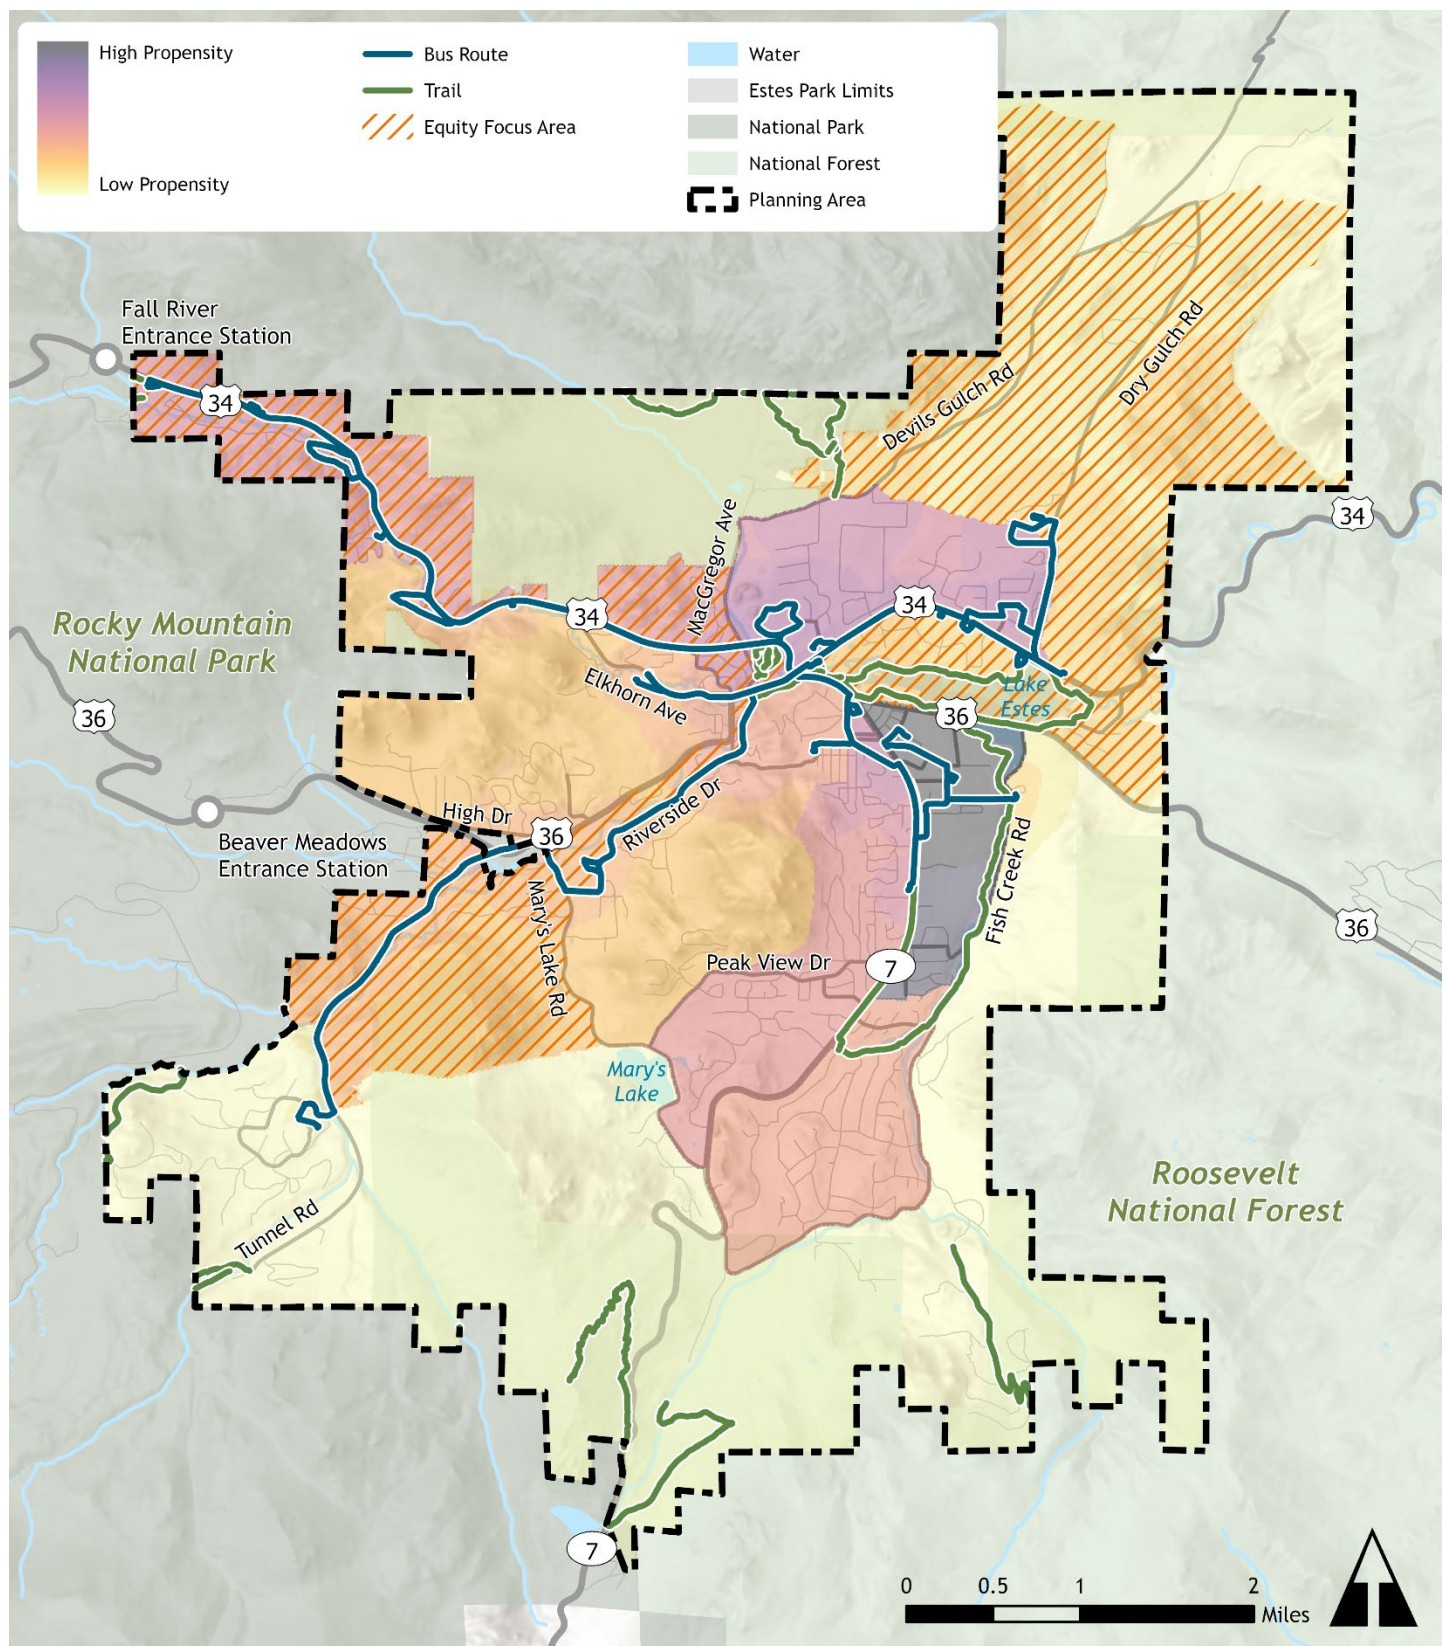 High Propensity
Low Propensity
Bus Route
Trail
Equity Focus Area
Water
Estes Park Limits
National Park
National Forest
Planning Area
Fall River
Entrance Station
34
Devils Gulch Rd
Dry Gulch Rd
34
MacGregor Ave
34
34
Rocky Mountain
National Park
36
Elkhorn Ave
Lake
Estes
36
High Dr
36
Riverside Dr
Beaver Meadows
Entrance Station
Mary's Lake Rd
Fish Creek Rd
36
Peak View Dr
7
Mary's
Lake
Roosevelt
National Forest
Tunnel Rd
7
0 0.5 1 2
Miles